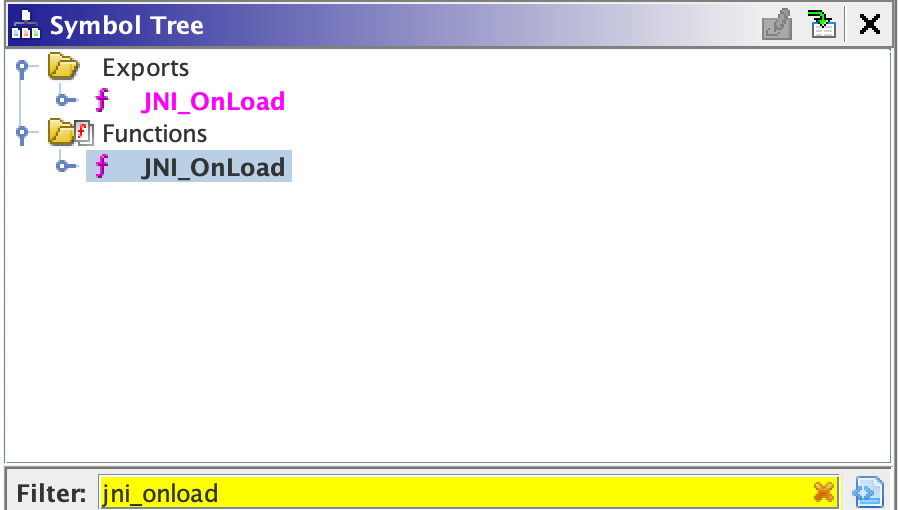 Symbol Tree
Exports
JNI_OnLoad
Functions
JNI_OnLoad
Filter: jni_onload